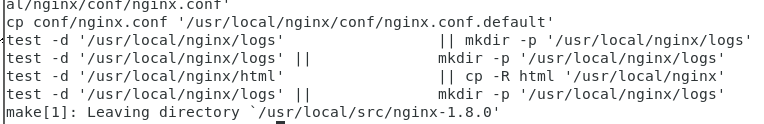 al/nginx/conf/nginx.conf'
cp conf/nginx.conf '/usr/local/nginx/conf/nginx.conf.default'
test -d '/usr/local/nginx/logs' || mkdir -p '/usr/local/nginx/logs'
test -d '/usr/local/nginx/logs' || mkdir -p '/usr/local/nginx/logs'
test -d '/usr/local/nginx/html' || cp -R html '/usr/local/nginx'
test -d '/usr/local/nginx/logs' || mkdir -p '/usr/local/nginx/logs'
make[1]: Leaving directory `/usr/local/src/nginx-1.8.0'